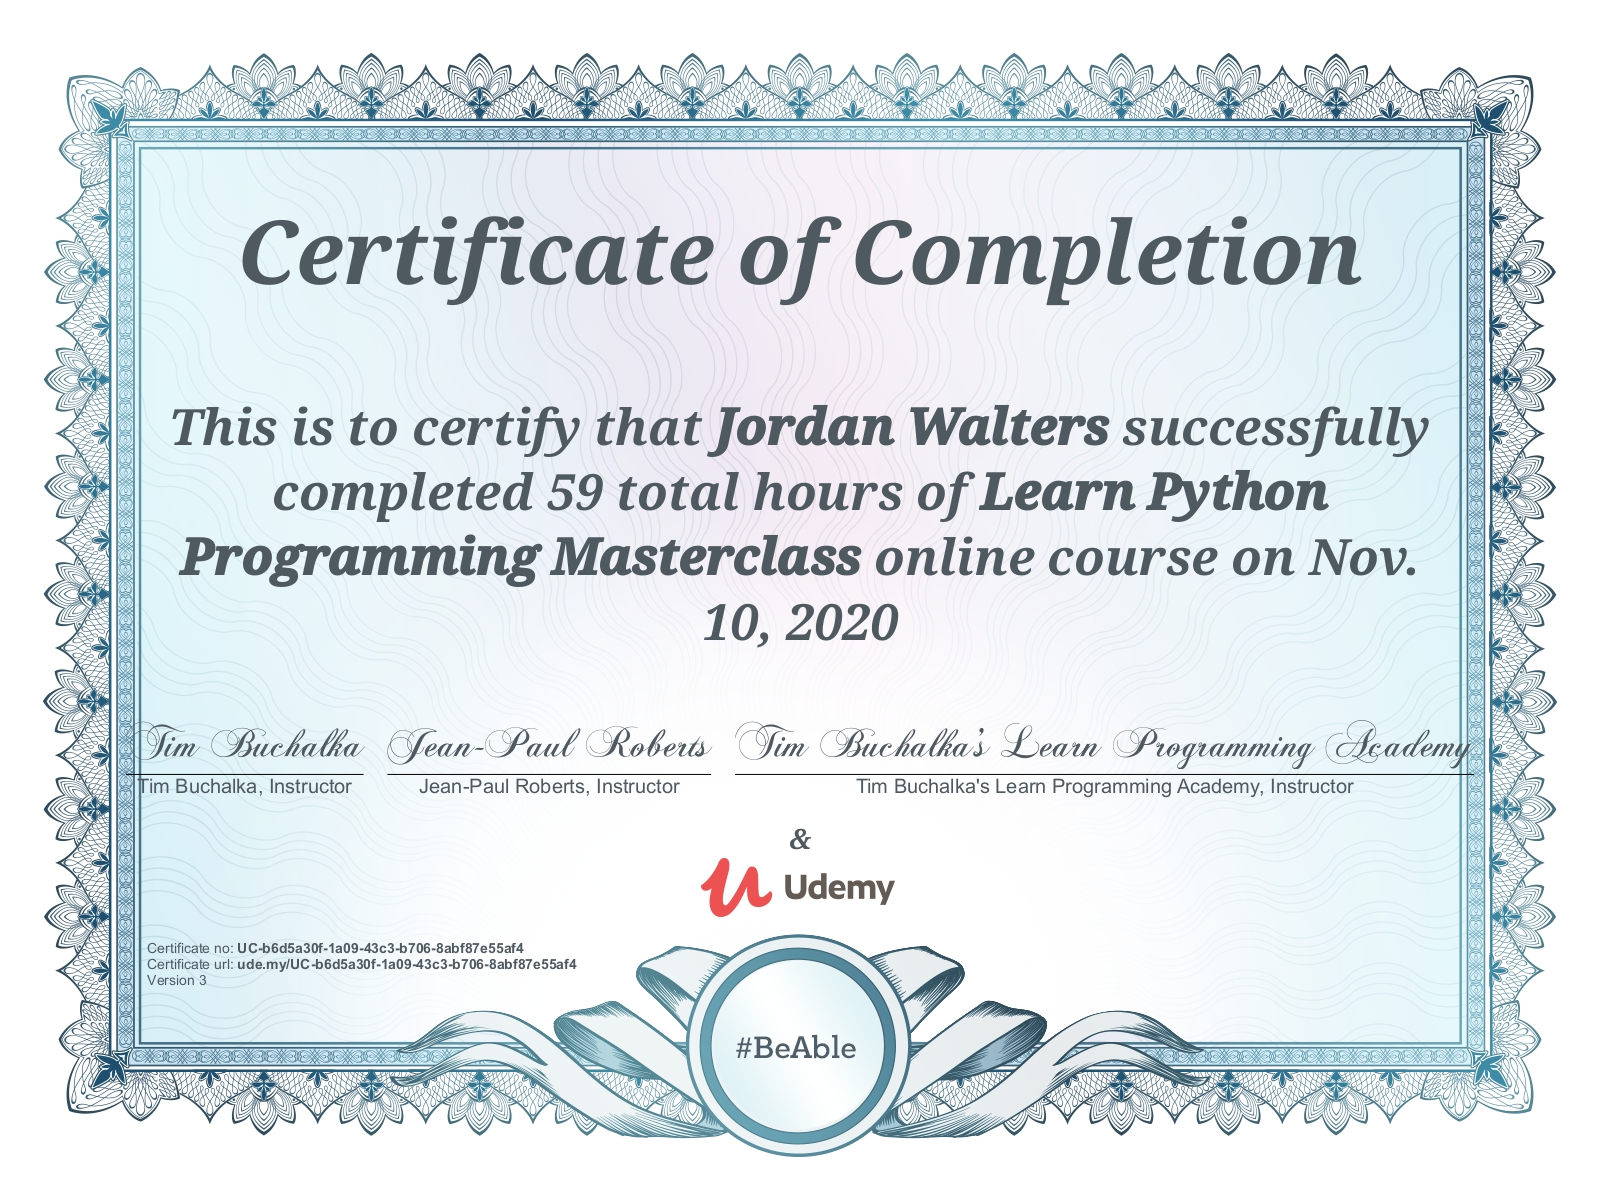 Certificate of Completion
This is to certify that Jordan Walters successfully
completed 59 total hours of Learn Python
Programming Masterclass online course on Nov.
10, 2020
Tim Buchalka Jean-Paul Roberts Tim Buchalka's Learn Programming Academy
Tim Buchalka, Instructor Jean-Paul Roberts, Instructor Tim Buchalka's Learn Programming Academy, Instructor
&
Udemy
Certificate no: UC-b6d5a30f-1a09-43c3-b706-8abf87e55af4
Certificate url: ude.my/UC-b6d5a30f-1a09-43c3-b706-8abf87e55af4
Version 3
#BeAble